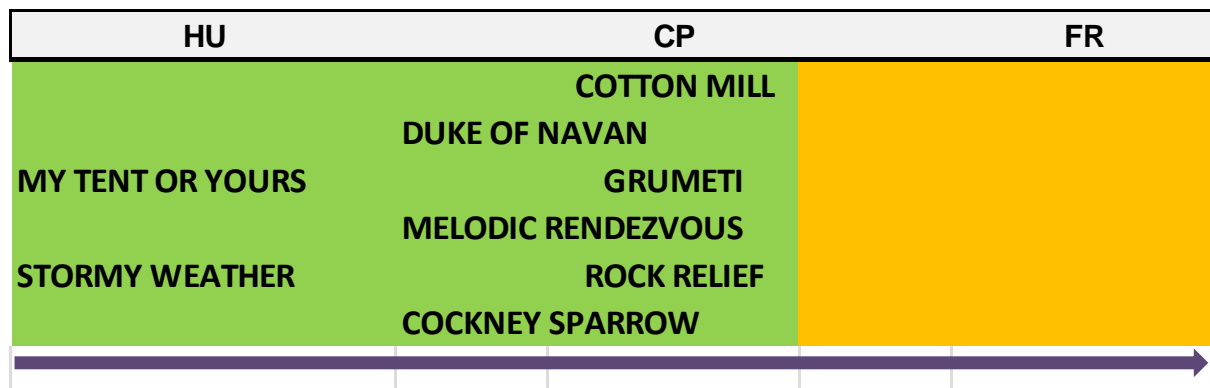 HU CP FR
COTTON MILL
DUKE OF NAVAN
MY TENT OR YOURS GRUMETI
MELODIC RENDEZVOUS
STORMY WEATHER ROCK RELIEF
COCKNEY SPARROW